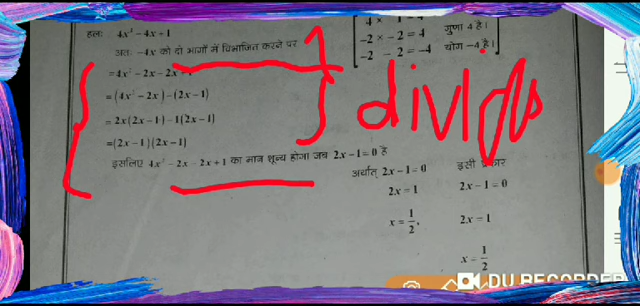 हल: 4x² – 4x + 1
अतः –4x को दो भागों में विभाजित करने पर
= 4x² – 2x – 2x + 1
= (4x² – 2x) – (2x – 1)
= 2x(2x – 1) – 1(2x – 1)
= (2x – 1)(2x – 1)
4 × 1 = 4 गुणा 4 है।
–2 × –2 = 4
–2 – 2 = –4 योग –4 है।
इसलिए 4x² – 2x – 2x + 1 का मान शून्य होगा जब 2x – 1 = 0 है
अर्थात् 2x – 1 = 0 इसी प्रकार
2x = 1 2x – 1 = 0
x = 1/2, 2x = 1
x = 1/2
DU RECORDER